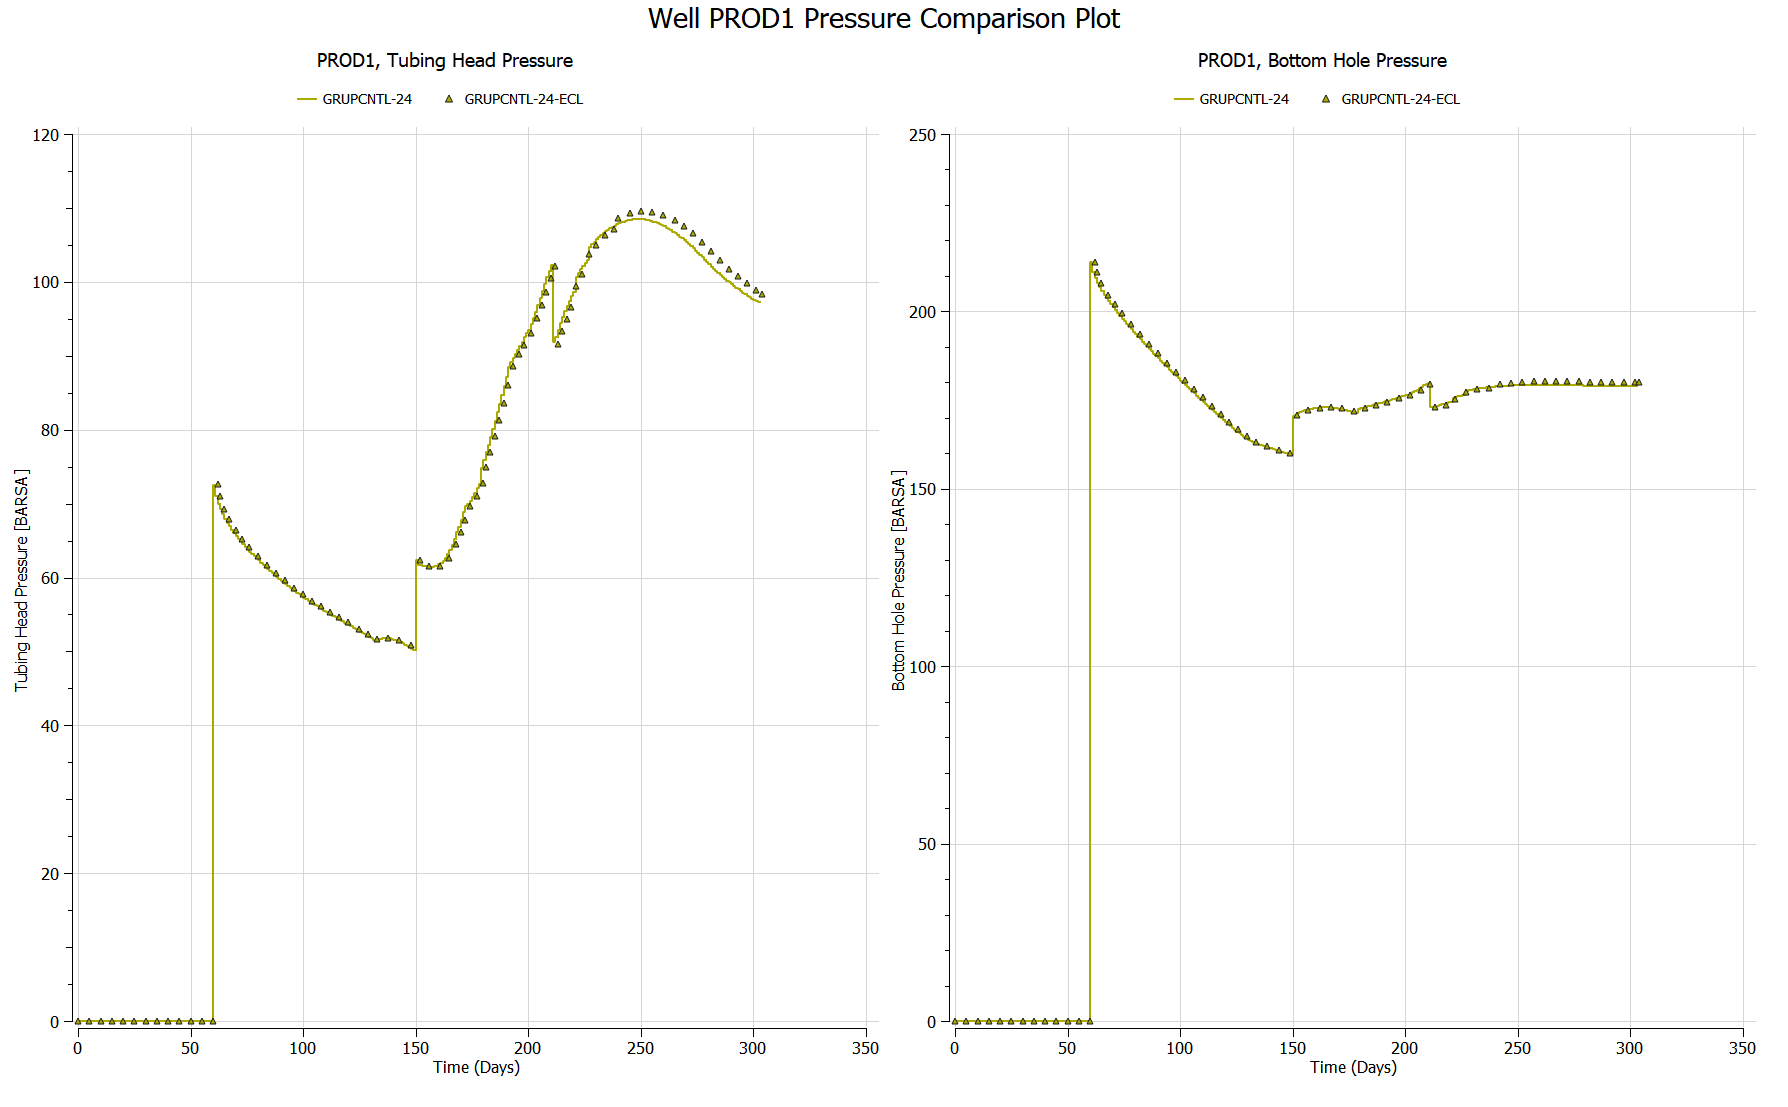 Well PROD1 Pressure Comparison Plot
PROD1, Tubing Head Pressure
GRUPCNTL-24 GRUPCNTL-24-ECL
120
100
80
60
40
20
0
Tubing Head Pressure [BARSA]
0 50 100 150 200 250 300 350
Time (Days)
PROD1, Bottom Hole Pressure
GRUPCNTL-24 GRUPCNTL-24-ECL
250
200
150
100
50
0
Bottom Hole Pressure [BARSA]
0 50 100 150 200 250 300 350
Time (Days)